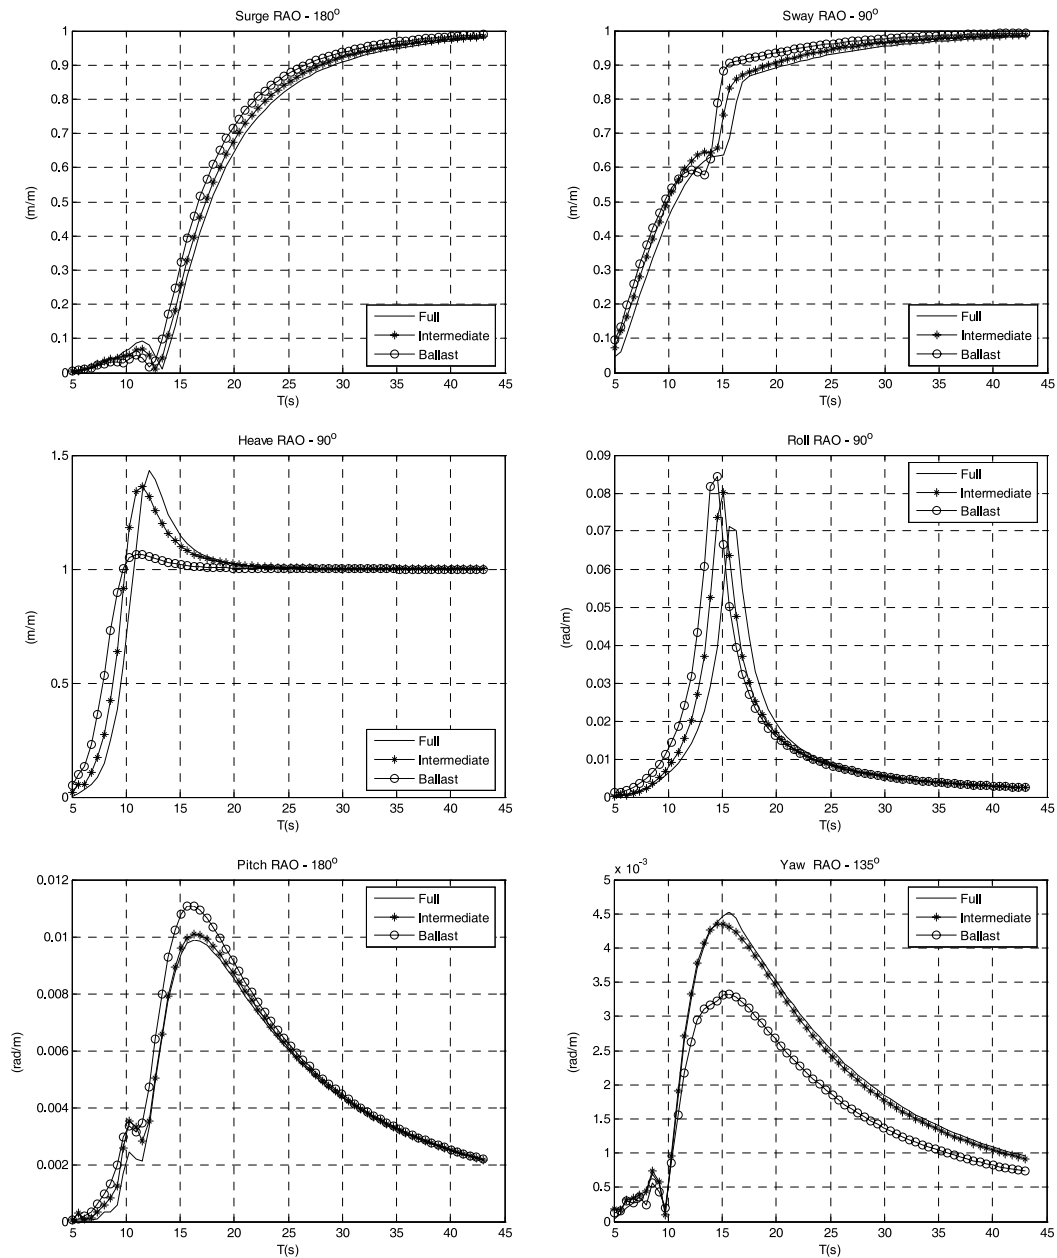 Surge RAO - 180°
1
0.9
0.8
0.7
0.6
0.5
0.4
0.3
0.2
0.1
0
(m/m)
Full
Intermediate
Ballast
5 10 15 20 25 30 35 40 45
T(s)
Sway RAO - 90°
1
0.9
0.8
0.7
0.6
0.5
0.4
0.3
0.2
0.1
0
(m/m)
Full
Intermediate
Ballast
5 10 15 20 25 30 35 40 45
T(s)
Heave RAO - 90°
1.5
1
0.5
0
(m/m)
Full
Intermediate
Ballast
5 10 15 20 25 30 35 40 45
T(s)
Roll RAO - 90°
0.09
0.08
0.07
0.06
0.05
0.04
0.03
0.02
0.01
0
(rad/m)
Full
Intermediate
Ballast
5 10 15 20 25 30 35 40 45
T(s)
Pitch RAO - 180°
0.012
0.01
0.008
0.006
0.004
0.002
0
(rad/m)
Full
Intermediate
Ballast
5 10 15 20 25 30 35 40 45
T(s)
x 10⁻³
Yaw RAO - 135°
5
4.5
4
3.5
3
2.5
2
1.5
1
0.5
0
(rad/m)
Full
Intermediate
Ballast
5 10 15 20 25 30 35 40 45
T(s)